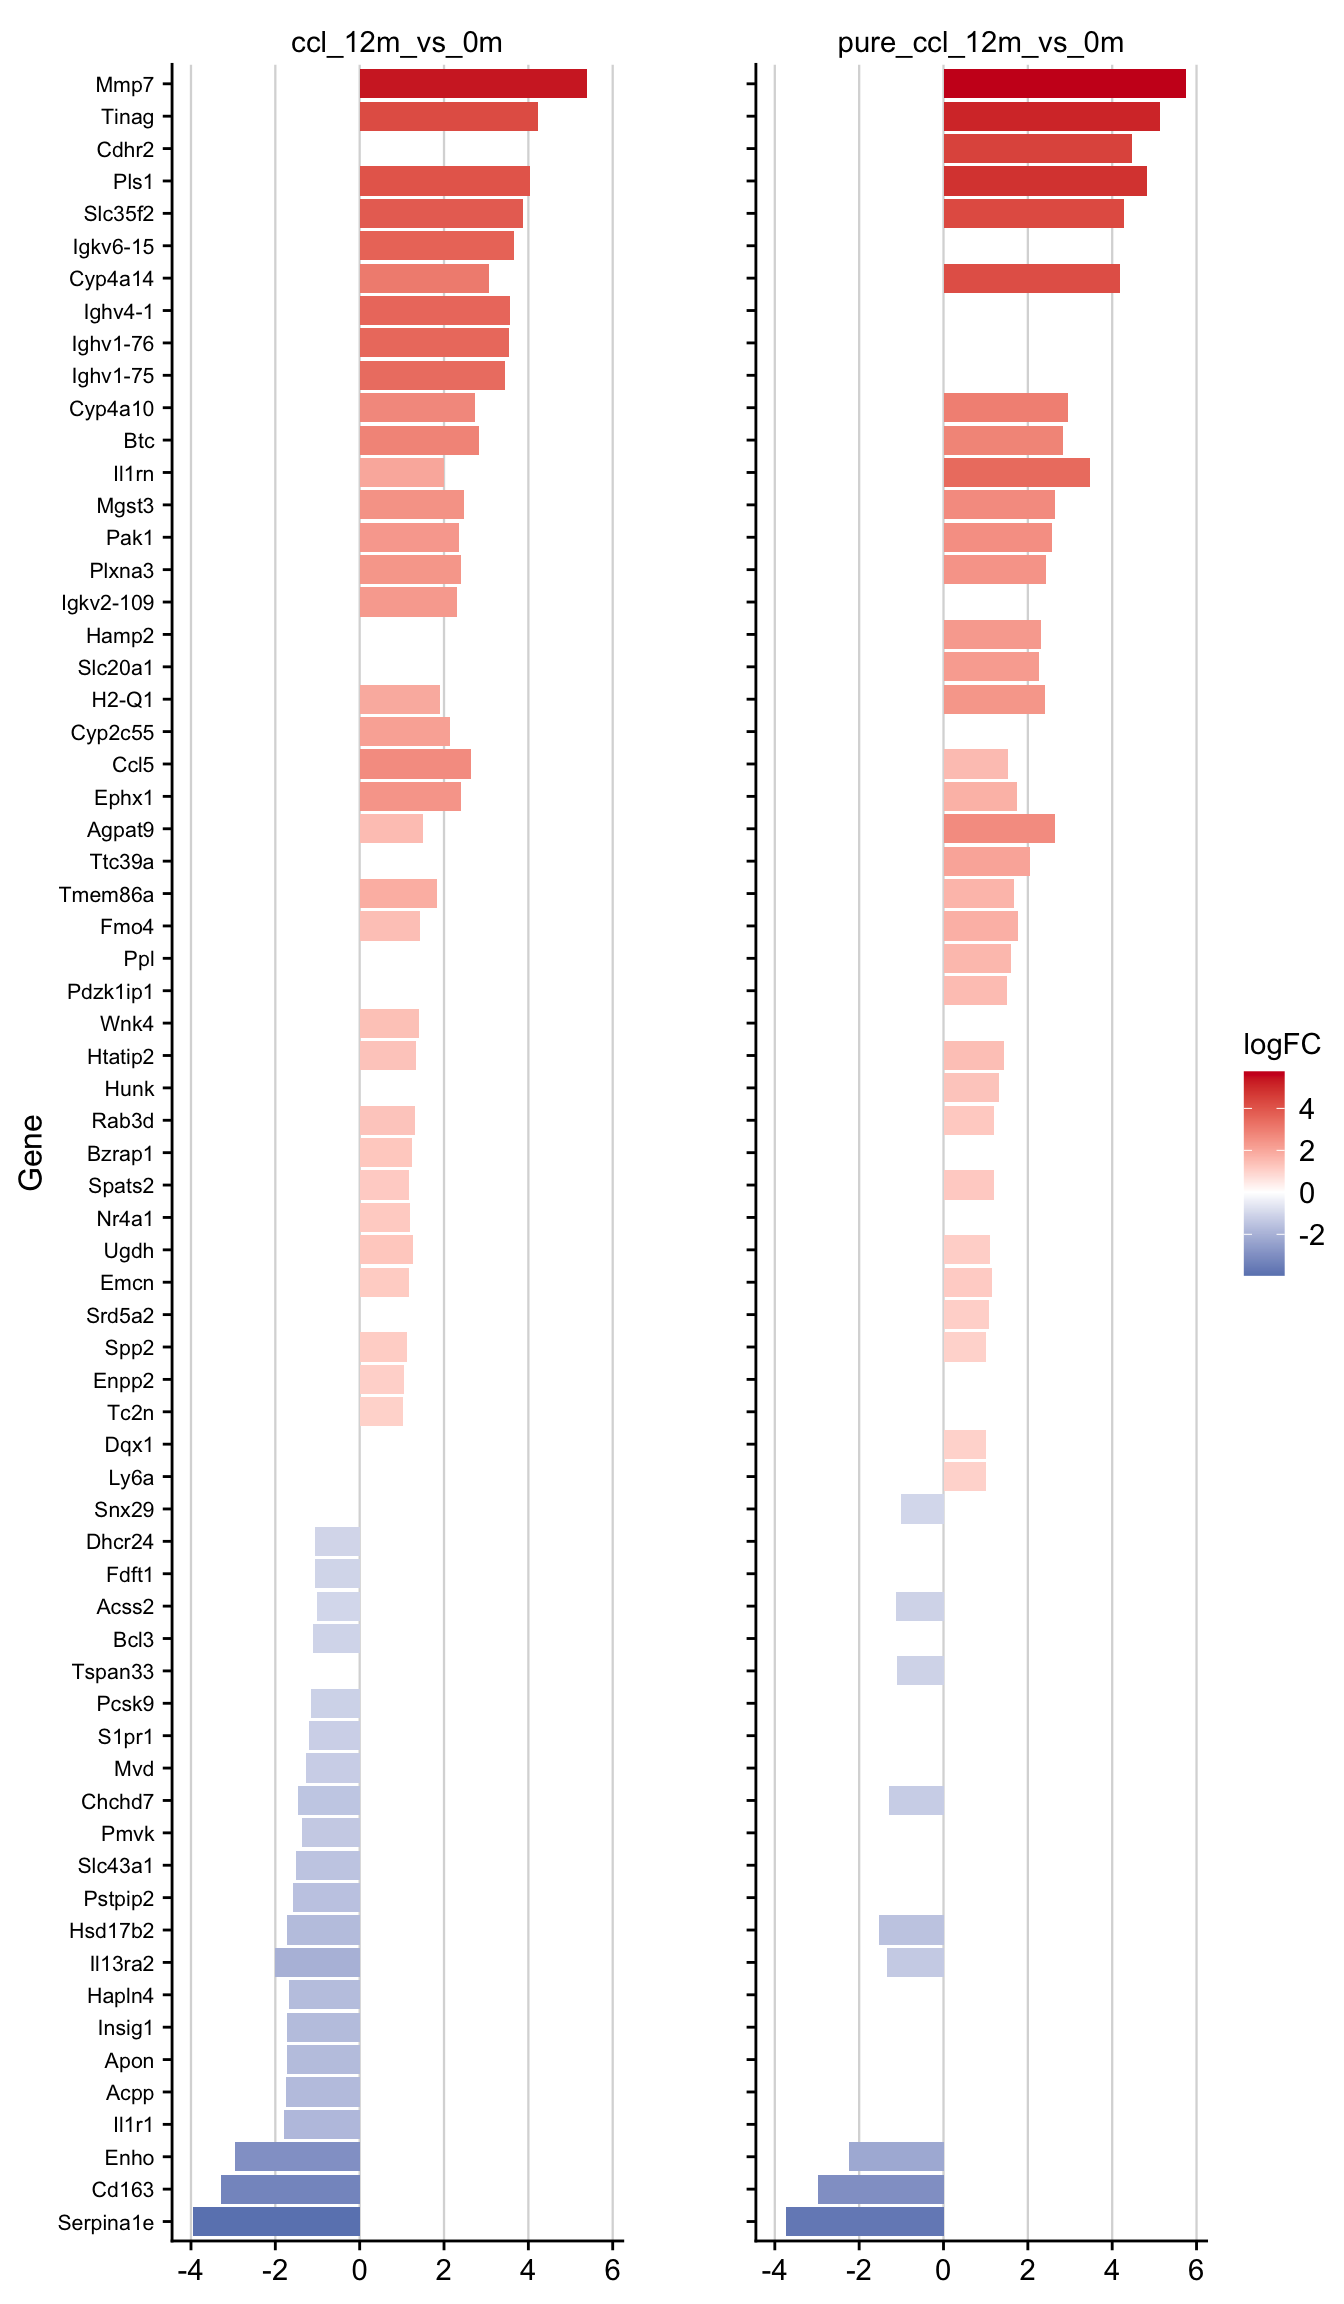 ccl_12m_vs_0m
pure_ccl_12m_vs_0m
Gene
Mmp7
Tinag
Cdhr2
Pls1
Slc35f2
Igkv6-15
Cyp4a14
Ighv4-1
Ighv1-76
Ighv1-75
Cyp4a10
Btc
Il1rn
Mgst3
Pak1
Plxna3
Igkv2-109
Hamp2
Slc20a1
H2-Q1
Cyp2c55
Ccl5
Ephx1
Agpat9
Ttc39a
Tmem86a
Fmo4
Ppl
Pdzk1ip1
Wnk4
Htatip2
Hunk
Rab3d
Bzrap1
Spats2
Nr4a1
Ugdh
Emcn
Srd5a2
Spp2
Enpp2
Tc2n
Dqx1
Ly6a
Snx29
Dhcr24
Fdft1
Acss2
Bcl3
Tspan33
Pcsk9
S1pr1
Mvd
Chchd7
Pmvk
Slc43a1
Pstpip2
Hsd17b2
Il13ra2
Hapln4
Insig1
Apon
Acpp
Il1r1
Enho
Cd163
Serpina1e
-4 -2 0 2 4 6
-4 -2 0 2 4 6
logFC
4
2
0
-2